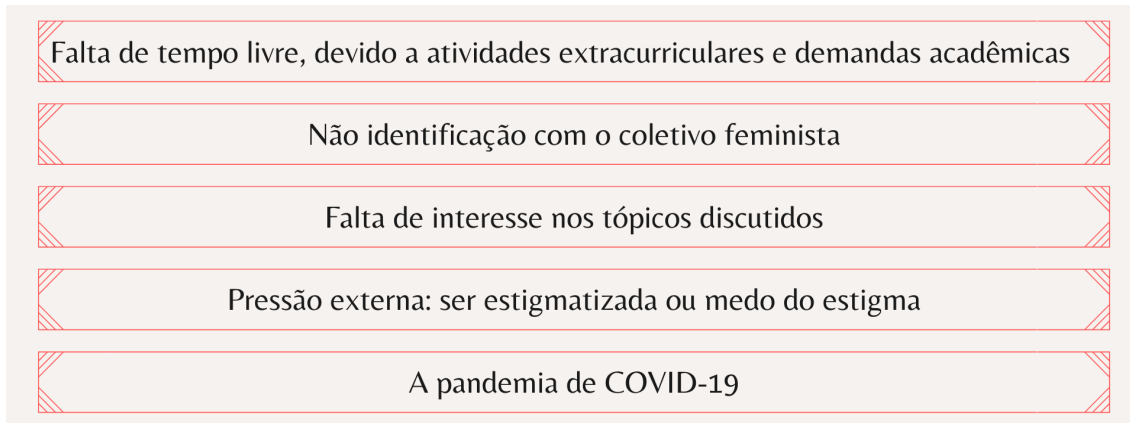 Falta de tempo livre, devido a atividades extracurriculares e demandas acadêmicas
Não identificação com o coletivo feminista
Falta de interesse nos tópicos discutidos
Pressão externa: ser estigmatizada ou medo do estigma
A pandemia de COVID-19